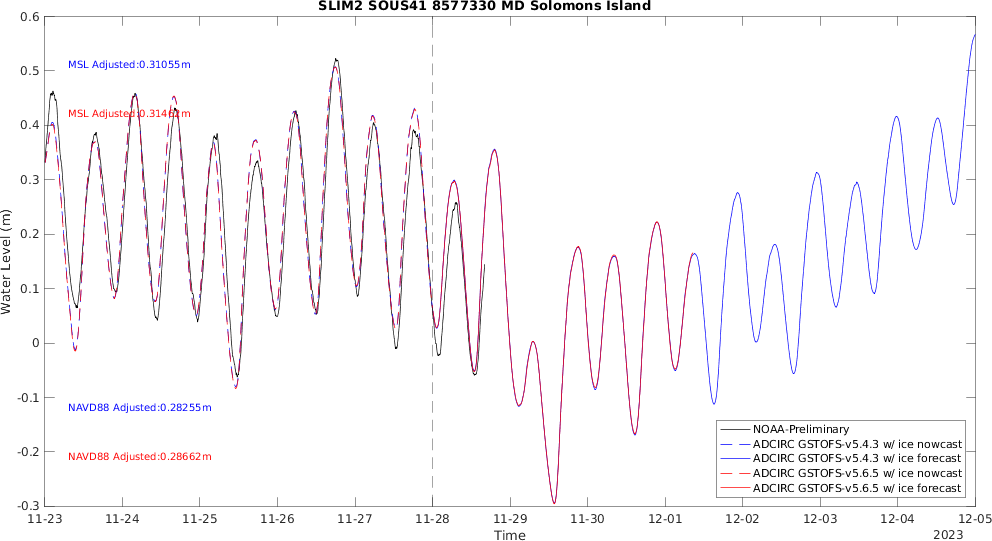 SLIM2 SOUS41 8577330 MD Solomons Island
0.6
0.5
0.4
0.3
0.2
0.1
0
-0.1
-0.2
-0.3
Water Level (m)
MSL Adjusted:0.31055m
MSL Adjusted:0.31462m
NAVD88 Adjusted:0.28255m
NAVD88 Adjusted:0.28662m
NOAA-Preliminary
ADCIRC GSTOFS-v5.4.3 w/ ice nowcast
ADCIRC GSTOFS-v5.4.3 w/ ice forecast
ADCIRC GSTOFS-v5.6.5 w/ ice nowcast
ADCIRC GSTOFS-v5.6.5 w/ ice forecast
11-23 11-24 11-25 11-26 11-27 11-28 11-29 11-30 12-01 12-02 12-03 12-04 12-05
Time
2023